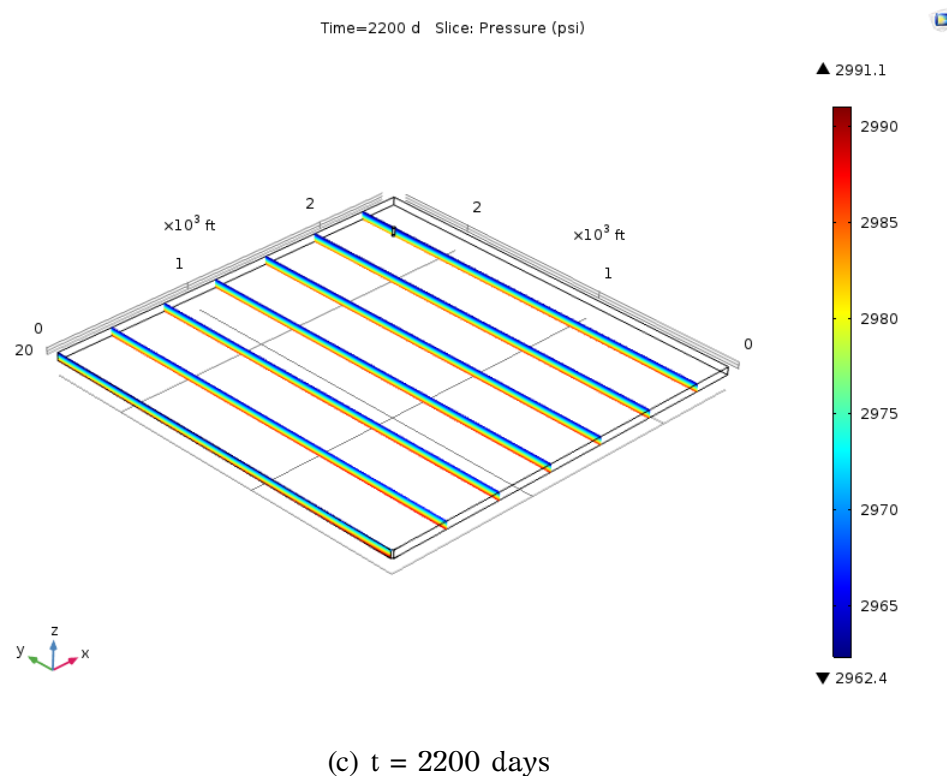 Time=2200 d   Slice: Pressure (psi)
▲ 2991.1
2990
2985
2980
2975
2970
2965
▼ 2962.4
2
×10³ ft
1
0
20
2
×10³ ft
1
0
z
y
x
(c) t = 2200 days